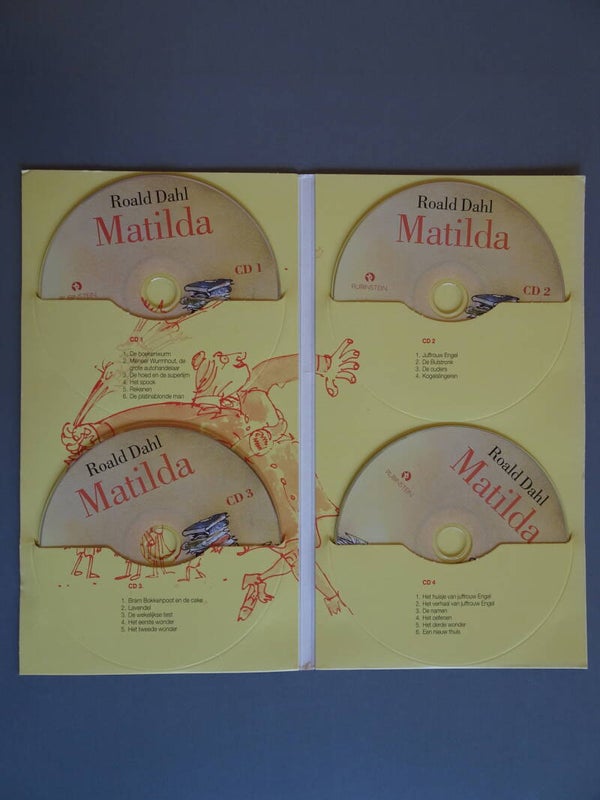 Roald Dahl
Matilda
CD 1
RUBINSTEIN
CD 1
1. De boekenwurm
2. Meneer Wurmhout, de
grote autohandelaar
3. De hoed en de superlijm
4. Het spook
5. Rekenen
6. De platinablonde man
Roald Dahl
Matilda
RUBINSTEIN
CD 2
CD 2
1. Juffrouw Engel
2. De Bulstronk
3. De ouders
4. Kogelslingeren
Roald Dahl
Matilda
CD 3
CD 3
1. Bram Bokkenpoot en de cake
2. Lavendel
3. De wekelijkse test
4. Het eerste wonder
5. Het tweede wonder
Roald Dahl
Matilda
RUBINSTEIN
CD 4
1. Het huisje van juffrouw Engel
2. Het verhaal van juffrouw Engel
3. De namen
4. Het oefenen
5. Het derde wonder
6. Een nieuw thuis